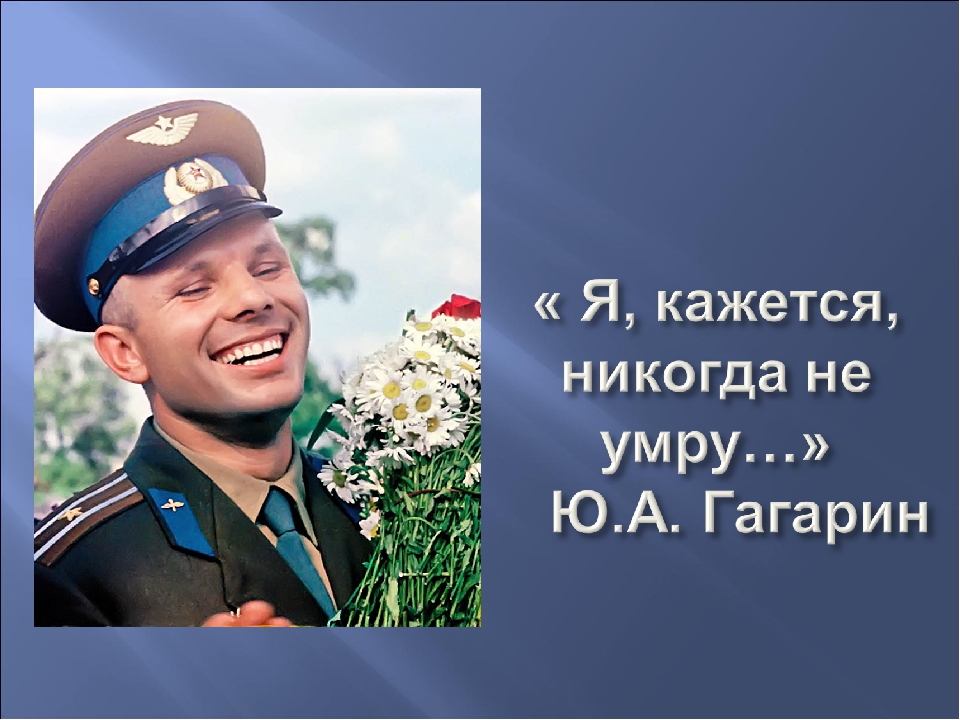 « Я, кажется,
никогда не
умру…»
Ю.А. Гагарин